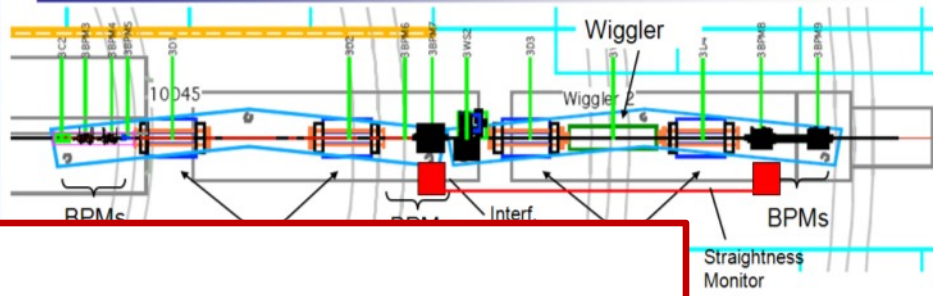 Wiggler
3C2
3BPM3
3BPM4
3BPM5
3D1
3D2
3BPM6
3BPM7
3WS2
3D3
3BPM8
3BPM9
10045
Wiggler 2
BPMs
BPMs
Interf.
Straightness
Monitor